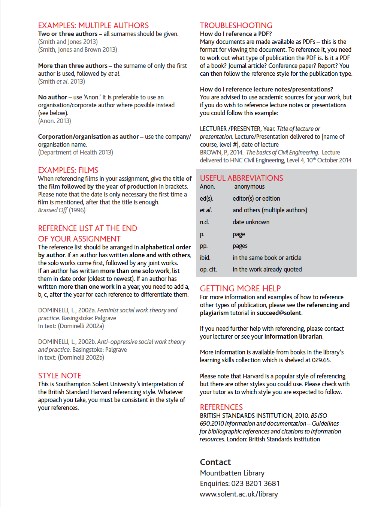 EXAMPLES: MULTIPLE AUTHORS
Two or three authors – all surnames should be given.
(Smith and Jones 2013)
(Smith, Jones and Brown 2013)
More than three authors – the surname of only the first
author is used, followed by et al.
(Smith et al. 2013)
No author – use 'Anon.' It is preferable to use an
organisation/corporate author where possible instead
(see below).
(Anon. 2013)
Corporation/organisation as author – use the company/
organisation name.
(Department of Health 2013)
EXAMPLES: FILMS
When referencing films in your assignment, give the title of
the film followed by the year of production in brackets.
Please note that the date is only necessary the first time a
film is mentioned, after that the title is enough.
Brassed Off (1996)
REFERENCE LIST AT THE END
OF YOUR ASSIGNMENT
The reference list should be arranged in alphabetical order
by author. If an author has written alone and with others,
the solo works come first, followed by any joint works.
If an author has written more than one solo work, list
them in date order (oldest to newest). If an author has
written more than one work in a year, you need to add a,
b, c, after the year for each reference to differentiate them.
DOMINELLI, L., 2002a. Feminist social work theory and
practice. Basingstoke: Palgrave
In text: (Dominelli 2002a)
DOMINELLI, L., 2002b. Anti-oppressive social work theory
and practice. Basingstoke: Palgrave
In text: (Dominelli 2002b)
STYLE NOTE
This is Southampton Solent University's interpretation of
the British Standard Harvard referencing style. Whatever
approach you take, you must be consistent in the style of
your references.
TROUBLESHOOTING
How do I reference a PDF?
Many documents are made available as PDFs – this is the
format for viewing the document. To reference it, you need
to work out what type of publication the PDF is. Is it a PDF
of a book? Journal article? Conference paper? Report? You
can then follow the reference style for the publication type.
How do I reference lecture notes/presentations?
You are advised to use academic sources for your work, but
if you do wish to reference lecture notes or presentations
you could follow this example:
LECTURER /PRESENTER, Year. Title of lecture or
presentation. Lecture/Presentation delivered to [name of
course, level #], date of lecture
BROWN, P., 2014. The basics of Civil Engineering. Lecture
delivered to HNC Civil Engineering, Level 4, 10th October 2014
USEFUL ABBREVIATIONS
Anon. anonymous
ed(s). editor(s) or edition
et al. and others (multiple authors)
n.d. date unknown
p. page
pp. pages
ibid. in the same book or article
op. cit. in the work already quoted
GETTING MORE HELP
For more information and examples of how to reference
other types of publication, please see the referencing and
plagiarism tutorial in succeed@solent.
If you need further help with referencing, please contact
your lecturer or see your information librarian.
More information is available from books in the library's
learning skills collection which is shelved at
Please note that Harvard is a popular style of referencing
but there are other styles you could use. Please check with
your tutor as to which style you are expected to follow.
REFERENCES
BRITISH STANDARDS INSTITUTION, 2010. BS ISO
690:2010 Information and documentation – Guidelines
for bibliographic references and citations to information
resources. London: British Standards Institution
Contact
Mountbatten Library
Enquiries: 023 8201 3681
www.solent.ac.uk/library